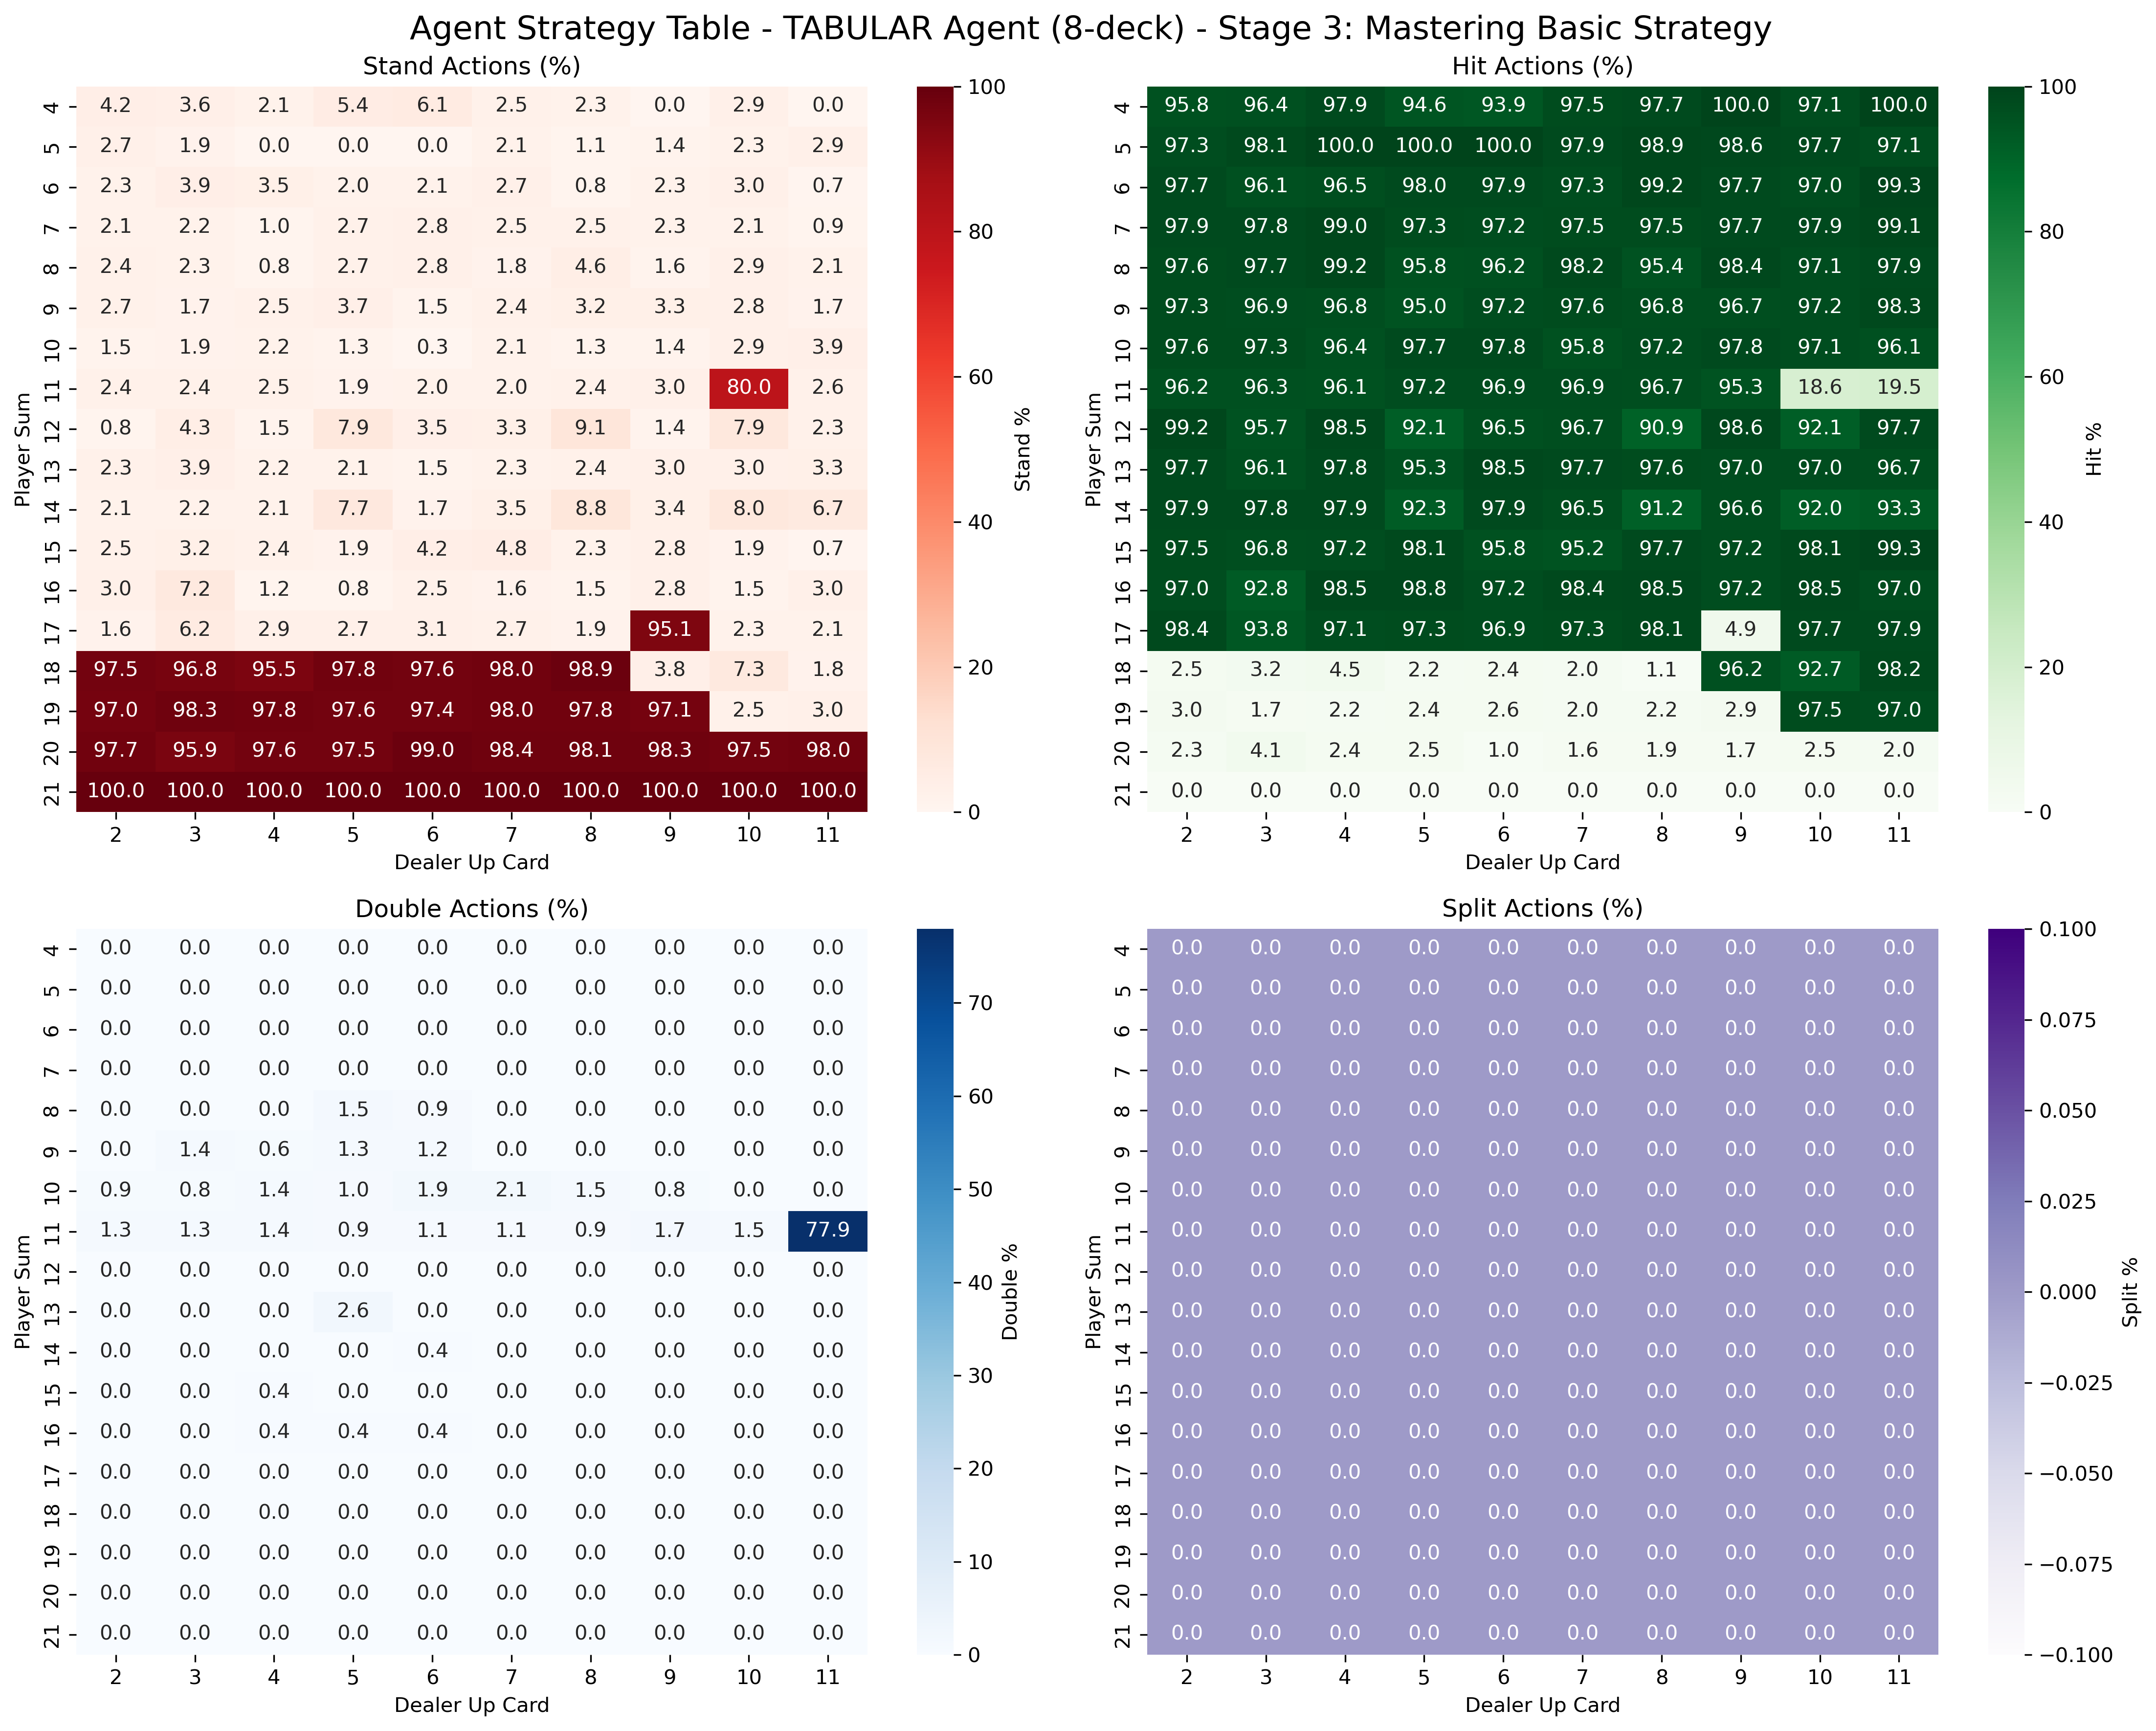 Agent Strategy Table - TABULAR Agent (8-deck) - Stage 3: Mastering Basic Strategy
Stand Actions (%)
4 4.2 3.6 2.1 5.4 6.1 2.5 2.3 0.0 2.9 0.0
5 2.7 1.9 0.0 0.0 0.0 2.1 1.1 1.4 2.3 2.9
6 2.3 3.9 3.5 2.0 2.1 2.7 0.8 2.3 3.0 0.7
7 2.1 2.2 1.0 2.7 2.8 2.5 2.5 2.3 2.1 0.9
8 2.4 2.3 0.8 2.7 2.8 1.8 4.6 1.6 2.9 2.1
9 2.7 1.7 2.5 3.7 1.5 2.4 3.2 3.3 2.8 1.7
10 1.5 1.9 2.2 1.3 0.3 2.1 1.3 1.4 2.9 3.9
11 2.4 2.4 2.5 1.9 2.0 2.0 2.4 3.0 80.0 2.6
12 0.8 4.3 1.5 7.9 3.5 3.3 9.1 1.4 7.9 2.3
13 2.3 3.9 2.2 2.1 1.5 2.3 2.4 3.0 3.0 3.3
14 2.1 2.2 2.1 7.7 1.7 3.5 8.8 3.4 8.0 6.7
15 2.5 3.2 2.4 1.9 4.2 4.8 2.3 2.8 1.9 0.7
16 3.0 7.2 1.2 0.8 2.5 1.6 1.5 2.8 1.5 3.0
17 1.6 6.2 2.9 2.7 3.1 2.7 1.9 95.1 2.3 2.1
18 97.5 96.8 95.5 97.8 97.6 98.0 98.9 3.8 7.3 1.8
19 97.0 98.3 97.8 97.6 97.4 98.0 97.8 97.1 2.5 3.0
20 97.7 95.9 97.6 97.5 99.0 98.4 98.1 98.3 97.5 98.0
21 100.0 100.0 100.0 100.0 100.0 100.0 100.0 100.0 100.0 100.0
2 3 4 5 6 7 8 9 10 11
Dealer Up Card
Player Sum
100
80
60
40
20
0
Stand %
Hit Actions (%)
4 95.8 96.4 97.9 94.6 93.9 97.5 97.7 100.0 97.1 100.0
5 97.3 98.1 100.0 100.0 100.0 97.9 98.9 98.6 97.7 97.1
6 97.7 96.1 96.5 98.0 97.9 97.3 99.2 97.7 97.0 99.3
7 97.9 97.8 99.0 97.3 97.2 97.5 97.5 97.7 97.9 99.1
8 97.6 97.7 99.2 95.8 96.2 98.2 95.4 98.4 97.1 97.9
9 97.3 96.9 96.8 95.0 97.2 97.6 96.8 96.7 97.2 98.3
10 97.6 97.3 96.4 97.7 97.8 95.8 97.2 97.8 97.1 96.1
11 96.2 96.3 96.1 97.2 96.9 96.9 96.7 95.3 18.6 19.5
12 99.2 95.7 98.5 92.1 96.5 96.7 90.9 98.6 92.1 97.7
13 97.7 96.1 97.8 95.3 98.5 97.7 97.6 97.0 97.0 96.7
14 97.9 97.8 97.9 92.3 97.9 96.5 91.2 96.6 92.0 93.3
15 97.5 96.8 97.2 98.1 95.8 95.2 97.7 97.2 98.1 99.3
16 97.0 92.8 98.5 98.8 97.2 98.4 98.5 97.2 98.5 97.0
17 98.4 93.8 97.1 97.3 96.9 97.3 98.1 4.9 97.7 97.9
18 2.5 3.2 4.5 2.2 2.4 2.0 1.1 96.2 92.7 98.2
19 3.0 1.7 2.2 2.4 2.6 2.0 2.2 2.9 97.5 97.0
20 2.3 4.1 2.4 2.5 1.0 1.6 1.9 1.7 2.5 2.0
21 0.0 0.0 0.0 0.0 0.0 0.0 0.0 0.0 0.0 0.0
2 3 4 5 6 7 8 9 10 11
Dealer Up Card
Player Sum
100
80
60
40
20
0
Hit %
Double Actions (%)
4 0.0 0.0 0.0 0.0 0.0 0.0 0.0 0.0 0.0 0.0
5 0.0 0.0 0.0 0.0 0.0 0.0 0.0 0.0 0.0 0.0
6 0.0 0.0 0.0 0.0 0.0 0.0 0.0 0.0 0.0 0.0
7 0.0 0.0 0.0 0.0 0.0 0.0 0.0 0.0 0.0 0.0
8 0.0 0.0 0.0 1.5 0.9 0.0 0.0 0.0 0.0 0.0
9 0.0 1.4 0.6 1.3 1.2 0.0 0.0 0.0 0.0 0.0
10 0.9 0.8 1.4 1.0 1.9 2.1 1.5 0.8 0.0 0.0
11 1.3 1.3 1.4 0.9 1.1 1.1 0.9 1.7 1.5 77.9
12 0.0 0.0 0.0 0.0 0.0 0.0 0.0 0.0 0.0 0.0
13 0.0 0.0 0.0 2.6 0.0 0.0 0.0 0.0 0.0 0.0
14 0.0 0.0 0.0 0.0 0.4 0.0 0.0 0.0 0.0 0.0
15 0.0 0.0 0.4 0.0 0.0 0.0 0.0 0.0 0.0 0.0
16 0.0 0.0 0.4 0.4 0.4 0.0 0.0 0.0 0.0 0.0
17 0.0 0.0 0.0 0.0 0.0 0.0 0.0 0.0 0.0 0.0
18 0.0 0.0 0.0 0.0 0.0 0.0 0.0 0.0 0.0 0.0
19 0.0 0.0 0.0 0.0 0.0 0.0 0.0 0.0 0.0 0.0
20 0.0 0.0 0.0 0.0 0.0 0.0 0.0 0.0 0.0 0.0
21 0.0 0.0 0.0 0.0 0.0 0.0 0.0 0.0 0.0 0.0
2 3 4 5 6 7 8 9 10 11
Dealer Up Card
Player Sum
70
60
50
40
30
20
10
0
Double %
Split Actions (%)
4 0.0 0.0 0.0 0.0 0.0 0.0 0.0 0.0 0.0 0.0
5 0.0 0.0 0.0 0.0 0.0 0.0 0.0 0.0 0.0 0.0
6 0.0 0.0 0.0 0.0 0.0 0.0 0.0 0.0 0.0 0.0
7 0.0 0.0 0.0 0.0 0.0 0.0 0.0 0.0 0.0 0.0
8 0.0 0.0 0.0 0.0 0.0 0.0 0.0 0.0 0.0 0.0
9 0.0 0.0 0.0 0.0 0.0 0.0 0.0 0.0 0.0 0.0
10 0.0 0.0 0.0 0.0 0.0 0.0 0.0 0.0 0.0 0.0
11 0.0 0.0 0.0 0.0 0.0 0.0 0.0 0.0 0.0 0.0
12 0.0 0.0 0.0 0.0 0.0 0.0 0.0 0.0 0.0 0.0
13 0.0 0.0 0.0 0.0 0.0 0.0 0.0 0.0 0.0 0.0
14 0.0 0.0 0.0 0.0 0.0 0.0 0.0 0.0 0.0 0.0
15 0.0 0.0 0.0 0.0 0.0 0.0 0.0 0.0 0.0 0.0
16 0.0 0.0 0.0 0.0 0.0 0.0 0.0 0.0 0.0 0.0
17 0.0 0.0 0.0 0.0 0.0 0.0 0.0 0.0 0.0 0.0
18 0.0 0.0 0.0 0.0 0.0 0.0 0.0 0.0 0.0 0.0
19 0.0 0.0 0.0 0.0 0.0 0.0 0.0 0.0 0.0 0.0
20 0.0 0.0 0.0 0.0 0.0 0.0 0.0 0.0 0.0 0.0
21 0.0 0.0 0.0 0.0 0.0 0.0 0.0 0.0 0.0 0.0
2 3 4 5 6 7 8 9 10 11
Dealer Up Card
Player Sum
0.100
0.075
0.050
0.025
0.000
−0.025
−0.050
−0.075
−0.100
Split %